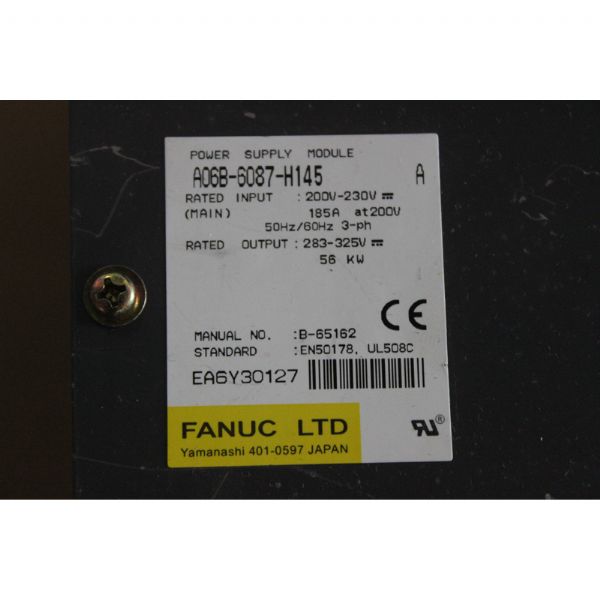 POWER SUPPLY MODULE
A06B-6087-H145 A
RATED INPUT : 200V-230V ⎓
(MAIN) 185A at200V
50Hz/60Hz 3-ph
RATED OUTPUT : 283-325V ⎓
56 KW
CE
MANUAL NO. : B-65162
STANDARD : EN50178, UL508C
EA6Y30127
FANUC LTD
Yamanashi 401-0597 JAPAN
RU®